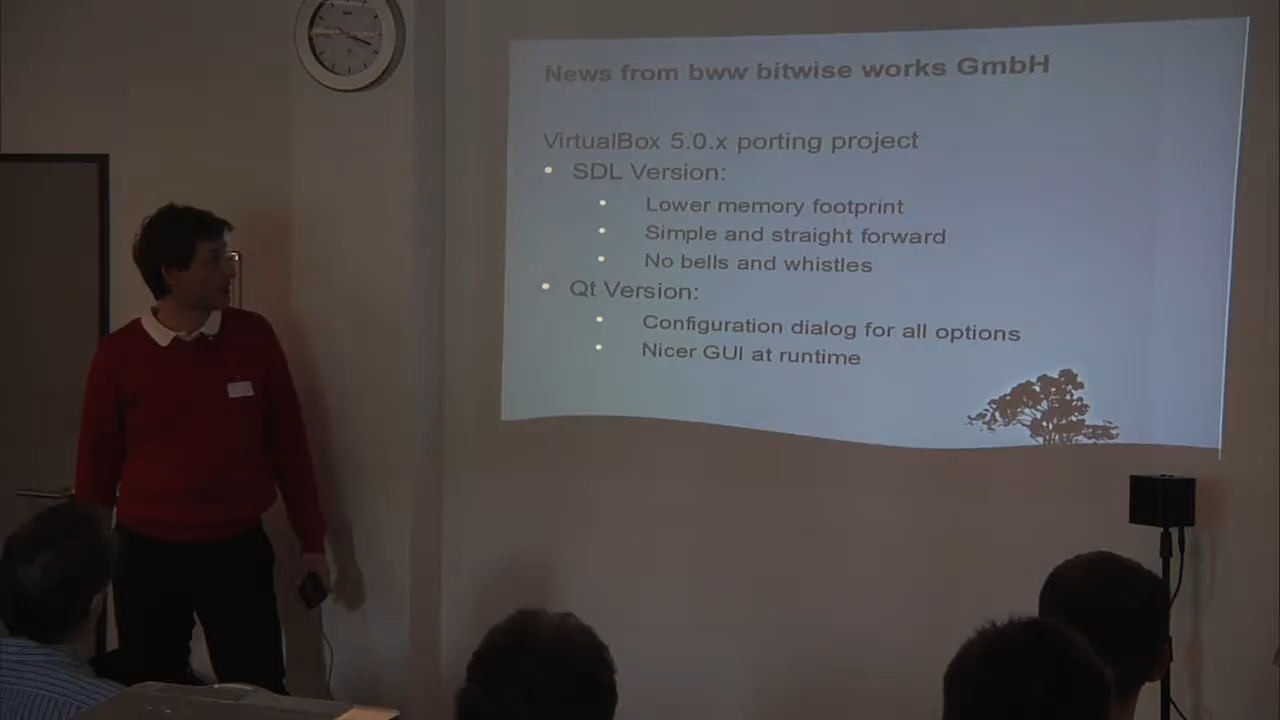 News from bww bitwise works GmbH
VirtualBox 5.0.x porting project
• SDL Version:
• Lower memory footprint
• Simple and straight forward
• No bells and whistles
• Qt Version:
• Configuration dialog for all options
• Nicer GUI at runtime